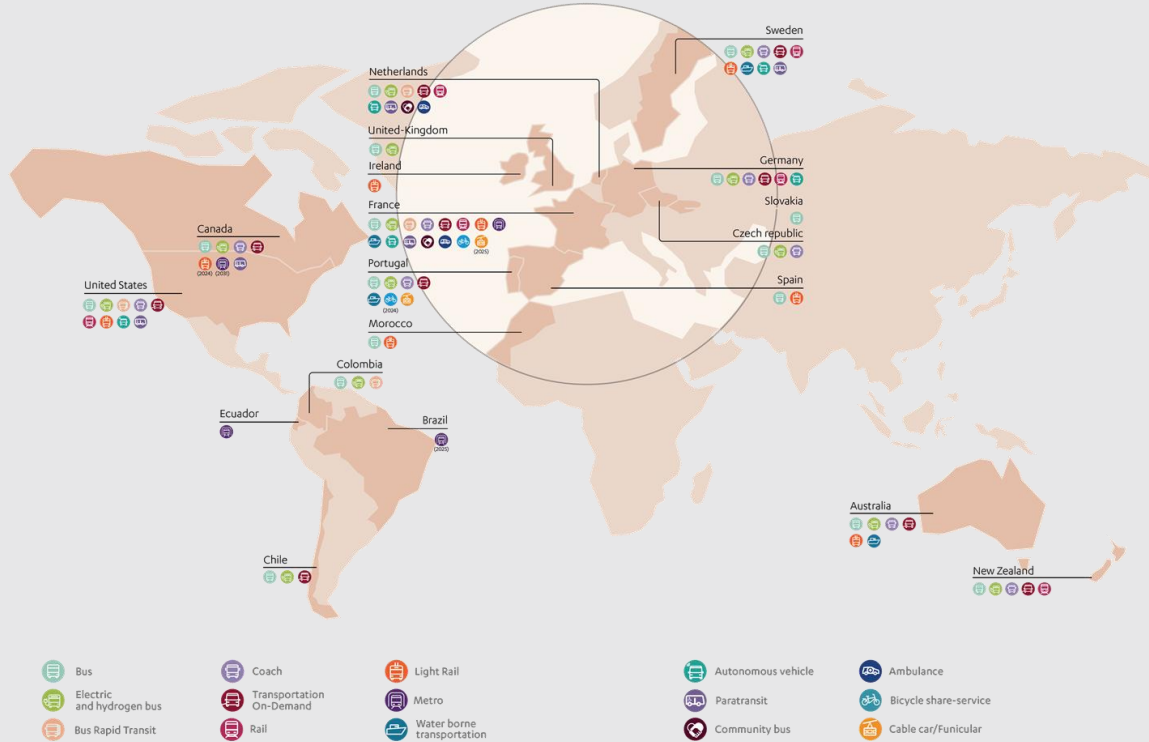 Sweden
Netherlands
United-Kingdom
Ireland
Germany
Slovakia
France
Canada
(2024) (2031)
Czech republic
(2025)
Portugal
United States
Spain
(2024)
Morocco
Colombia
Ecuador
Brazil
(2025)
Australia
Chile
New Zealand
Bus
Coach
Light Rail
Autonomous vehicle
Ambulance
Electric
and hydrogen bus
Transportation
On-Demand
Metro
Paratransit
Bicycle share-service
Bus Rapid Transit
Rail
Water borne
transportation
Community bus
Cable car/Funicular